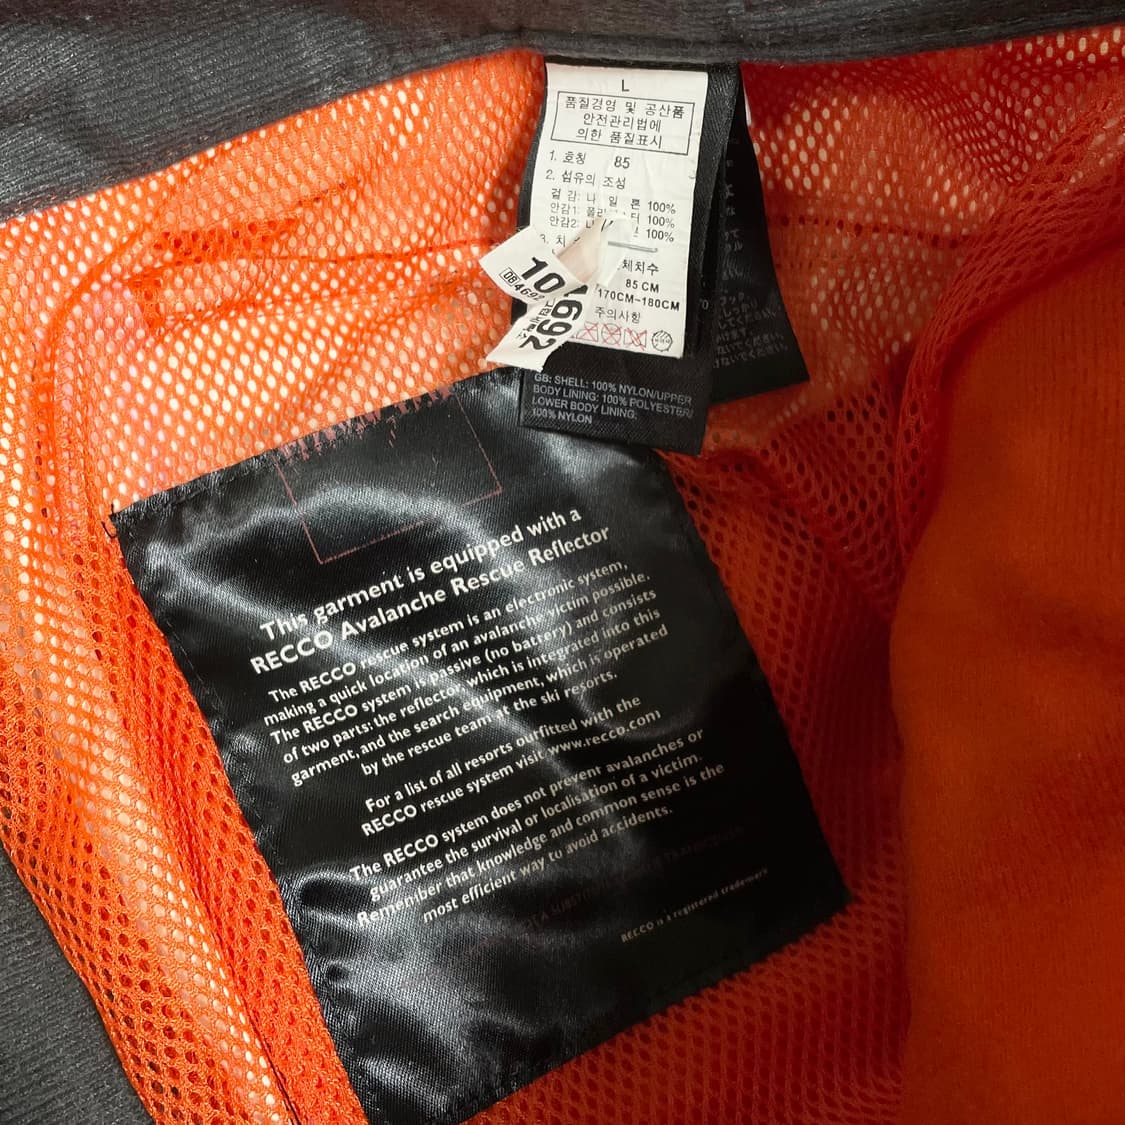 L
품질경영 및 공산품
안전관리법에
의한 품질표시
1. 호칭 85
2. 섬유의 조성
겉 감: 나 일 론 100%
안감1: 폴리 터 100%
안감2: 100%
3. 치
체치수
85 CM
170CM~180CM
주의사항
10
4692
GB: SHELL: 100% NYLON/UPPER
BODY LINING: 100% POLYESTER/
LOWER BODY LINING:
100% NYLON
This garment is equipped with a
RECCO Avalanche Rescue Reflector
The RECCO rescue system is an electronic system,
making a quick location of an avalanche victim possible.
The RECCO system is passive (no battery) and consists
of two parts: the reflector, which is integrated into this
garment, and the search equipment, which is operated
by the rescue team at the ski resorts.
For a list of all resorts outfitted with the
RECCO rescue system visit www.recco.com
The RECCO system does not prevent avalanches or
guarantee the survival or localisation of a victim.
Remember that knowledge and common sense is the
most efficient way to avoid accidents.
RECCO is a registered trademark